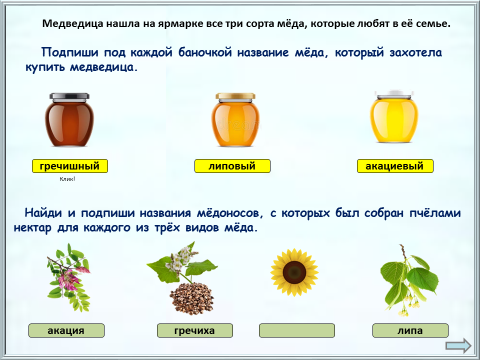 Медведица нашла на ярмарке все три сорта мёда, которые любят в её семье.
Подпиши под каждой баночкой название мёда, который захотела
купить медведица.
гречишный
липовый
акациевый
Клик!
Найди и подпиши названия мёдоносов, с которых был собран пчёлами
нектар для каждого из трёх видов мёда.
акация
гречиха
липа